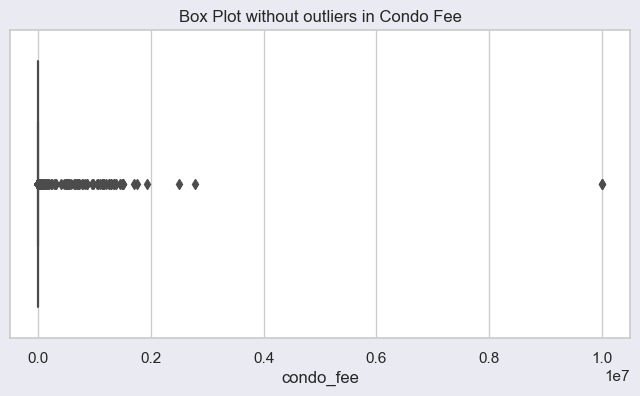 Box Plot without outliers in Condo Fee
0.0 0.2 0.4 0.6 0.8 1.0
1e7
condo_fee